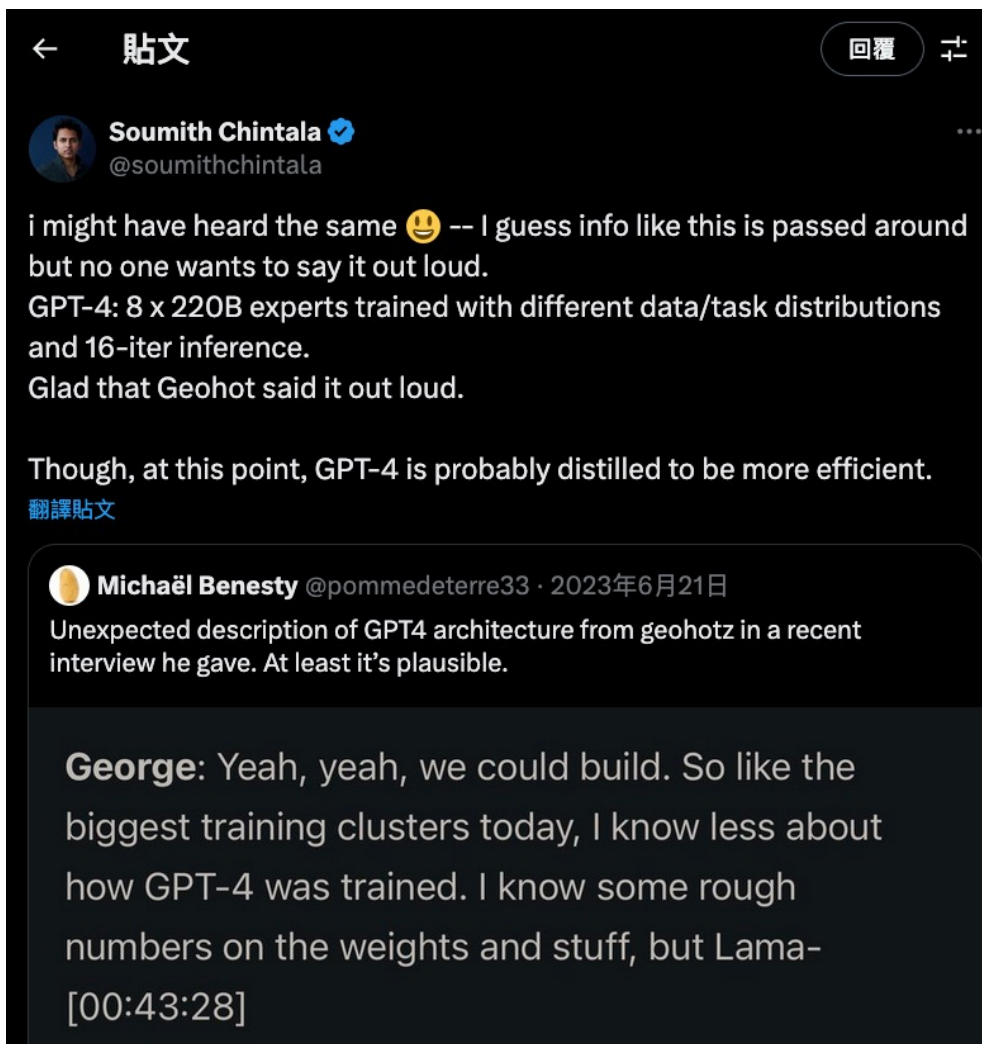 貼文
回覆
Soumith Chintala
@soumithchintala
i might have heard the same 😃 -- I guess info like this is passed around
but no one wants to say it out loud.
GPT-4: 8 x 220B experts trained with different data/task distributions
and 16-iter inference.
Glad that Geohot said it out loud.
Though, at this point, GPT-4 is probably distilled to be more efficient.
翻譯貼文
Michaël Benesty @pommedeterre33 · 2023年6月21日
Unexpected description of GPT4 architecture from geohotz in a recent
interview he gave. At least it’s plausible.
George: Yeah, yeah, we could build. So like the
biggest training clusters today, I know less about
how GPT-4 was trained. I know some rough
numbers on the weights and stuff, but Lama-
[00:43:28]